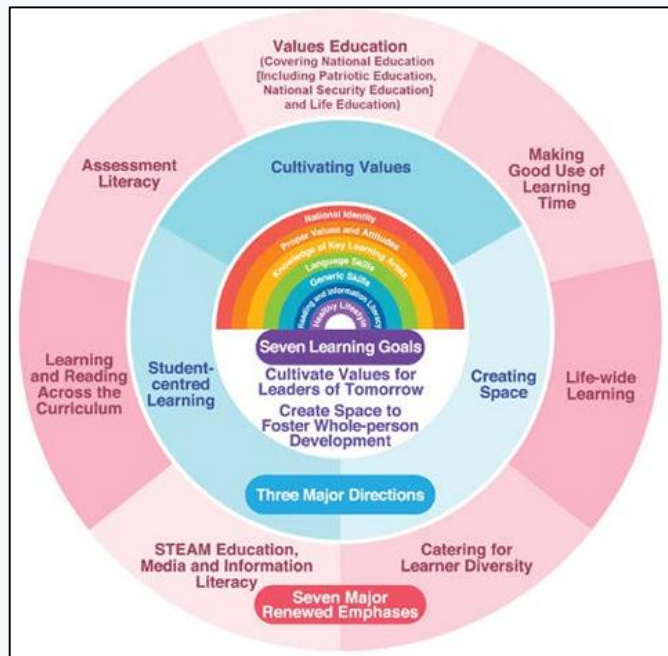 Values Education
(Covering National Education
[Including Patriotic Education,
National Security Education]
and Life Education)
Assessment
Literacy
Cultivating Values
Making
Good Use of
Learning
Time
National Identity
Proper Values and Attitudes
Knowledge of Key Learning Areas
Language Skills
Generic Skills
Reading and Information Literacy
Healthy Lifestyle
Seven Learning Goals
Cultivate Values for
Leaders of Tomorrow
Create Space to
Foster Whole-person
Development
Learning
and Reading
Across the
Curriculum
Student-
centred
Learning
Creating
Space
Life-wide
Learning
Three Major Directions
STEAM Education,
Media and Information
Literacy
Catering for
Learner Diversity
Seven Major
Renewed Emphases